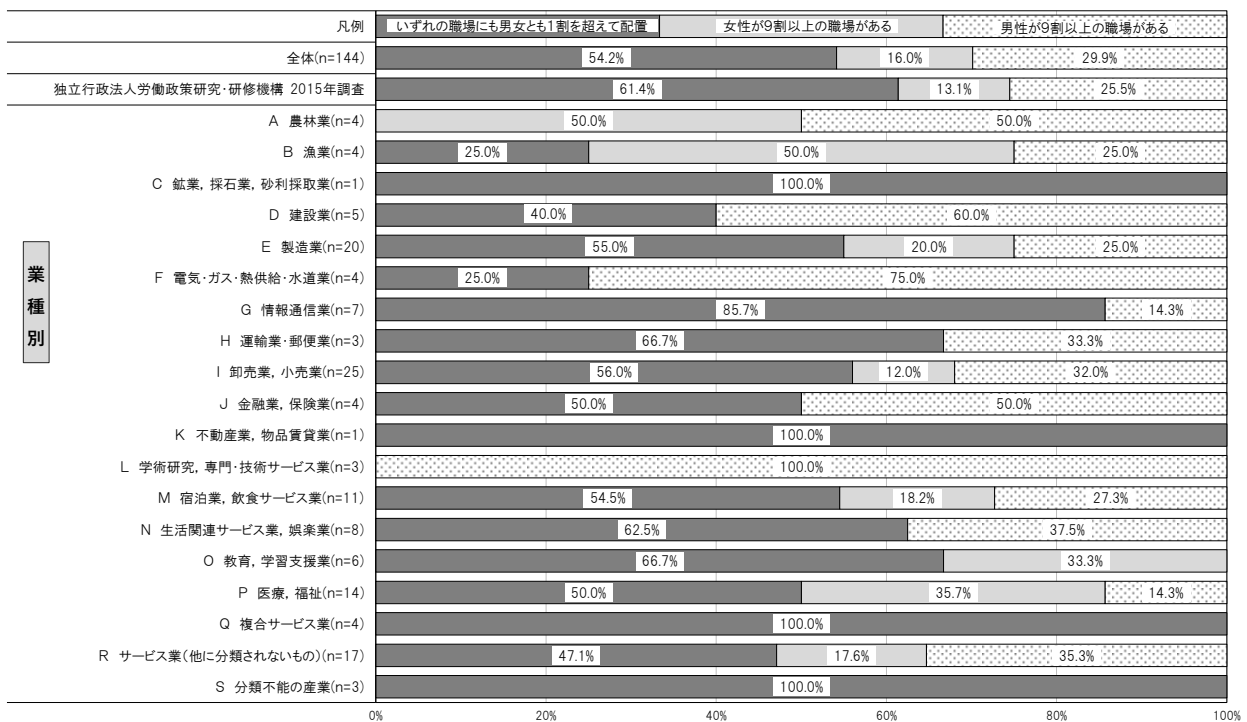 凡例 いずれの職場にも男女とも1割を超えて配置 女性が9割以上の職場がある 男性が9割以上の職場がある
全体(n=144) 54.2% 16.0% 29.9%
独立行政法人労働政策研究・研修機構 2015年調査 61.4% 13.1% 25.5%
業種別
A 農林業(n=4) 50.0% 50.0%
B 漁業(n=4) 25.0% 50.0% 25.0%
C 鉱業, 採石業, 砂利採取業(n=1) 100.0%
D 建設業(n=5) 40.0% 60.0%
E 製造業(n=20) 55.0% 20.0% 25.0%
F 電気・ガス・熱供給・水道業(n=4) 25.0% 75.0%
G 情報通信業(n=7) 85.7% 14.3%
H 運輸業・郵便業(n=3) 66.7% 33.3%
I 卸売業, 小売業(n=25) 56.0% 12.0% 32.0%
J 金融業, 保険業(n=4) 50.0% 50.0%
K 不動産業, 物品賃貸業(n=1) 100.0%
L 学術研究, 専門・技術サービス業(n=3) 100.0%
M 宿泊業, 飲食サービス業(n=11) 54.5% 18.2% 27.3%
N 生活関連サービス業, 娯楽業(n=8) 62.5% 37.5%
O 教育, 学習支援業(n=6) 66.7% 33.3%
P 医療, 福祉(n=14) 50.0% 35.7% 14.3%
Q 複合サービス業(n=4) 100.0%
R サービス業(他に分類されないもの)(n=17) 47.1% 17.6% 35.3%
S 分類不能の産業(n=3) 100.0%
0% 20% 40% 60% 80% 100%